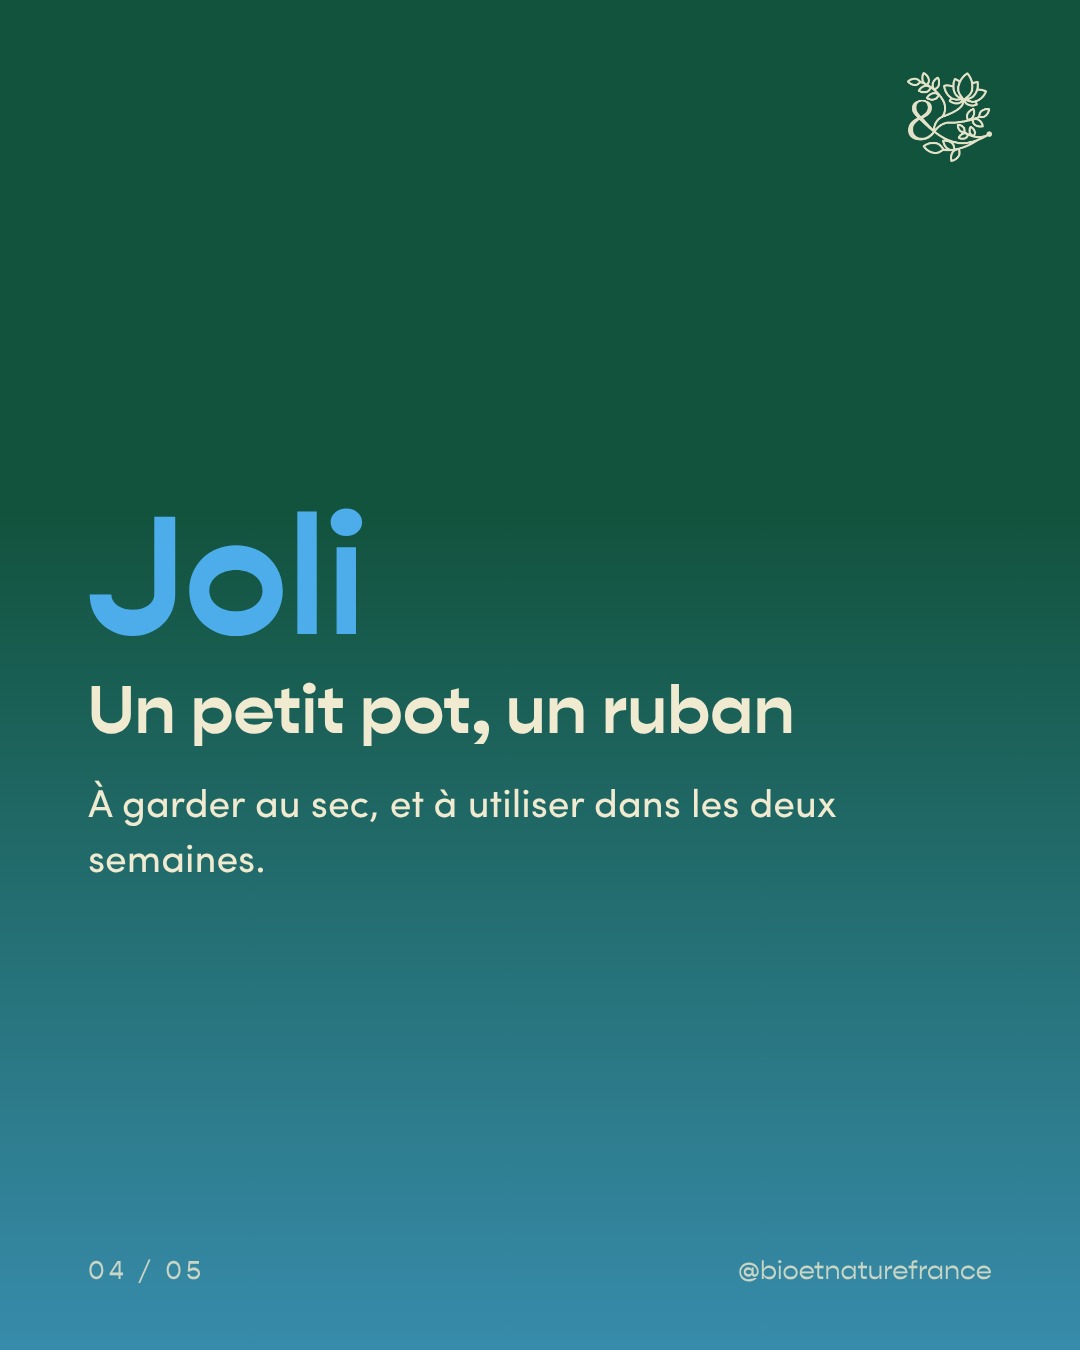 &
Joli
Un petit pot, un ruban
À garder au sec, et à utiliser dans les deux
semaines.
04 / 05
@bioetnaturefrance